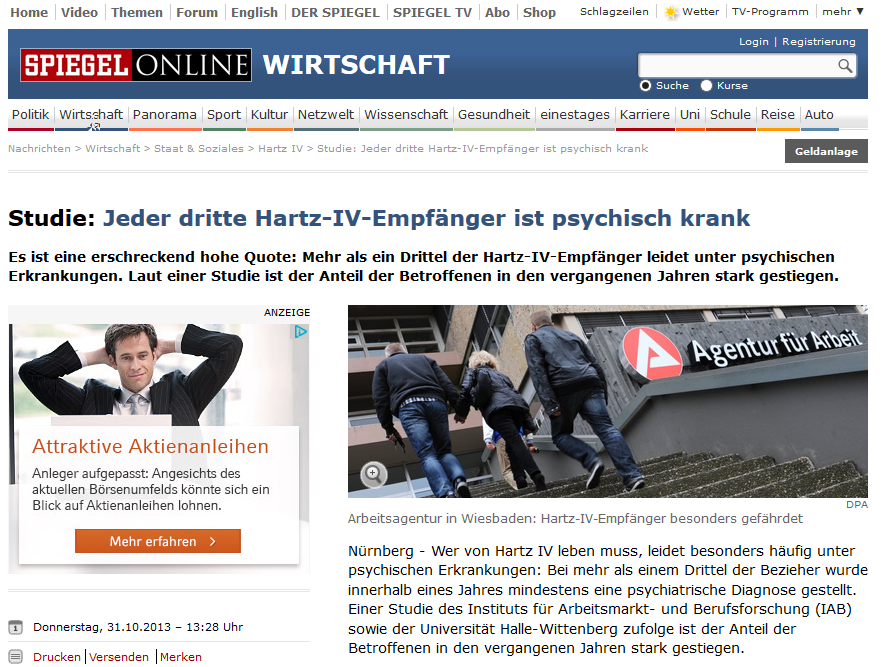 Home Video Themen Forum English DER SPIEGEL SPIEGEL TV Abo Shop Schlagzeilen Wetter TV-Programm mehr ▼
Login | Registrierung
SPIEGEL ONLINE WIRTSCHAFT
Suche Kurse
Politik Wirtschaft Panorama Sport Kultur Netzwelt Wissenschaft Gesundheit einestages Karriere Uni Schule Reise Auto
Nachrichten > Wirtschaft > Staat & Soziales > Hartz IV > Studie: Jeder dritte Hartz-IV-Empfänger ist psychisch krank
Geldanlage
Studie: Jeder dritte Hartz-IV-Empfänger ist psychisch krank
Es ist eine erschreckend hohe Quote: Mehr als ein Drittel der Hartz-IV-Empfänger leidet unter psychischen
Erkrankungen. Laut einer Studie ist der Anteil der Betroffenen in den vergangenen Jahren stark gestiegen.
ANZEIGE
Attraktive Aktienanleihen
Anleger aufgepasst: Angesichts des
aktuellen Börsenumfelds könnte sich ein
Blick auf Aktienanleihen lohnen.
Mehr erfahren >
Donnerstag, 31.10.2013 – 13:28 Uhr
Drucken | Versenden | Merken
Agentur für Arbeit
DPA
Arbeitsagentur in Wiesbaden: Hartz-IV-Empfänger besonders gefährdet
Nürnberg - Wer von Hartz IV leben muss, leidet besonders häufig unter
psychischen Erkrankungen: Bei mehr als einem Drittel der Bezieher wurde
innerhalb eines Jahres mindestens eine psychiatrische Diagnose gestellt.
Einer Studie des Instituts für Arbeitsmarkt- und Berufsforschung (IAB)
sowie der Universität Halle-Wittenberg zufolge ist der Anteil der
Betroffenen in den vergangenen Jahren stark gestiegen.